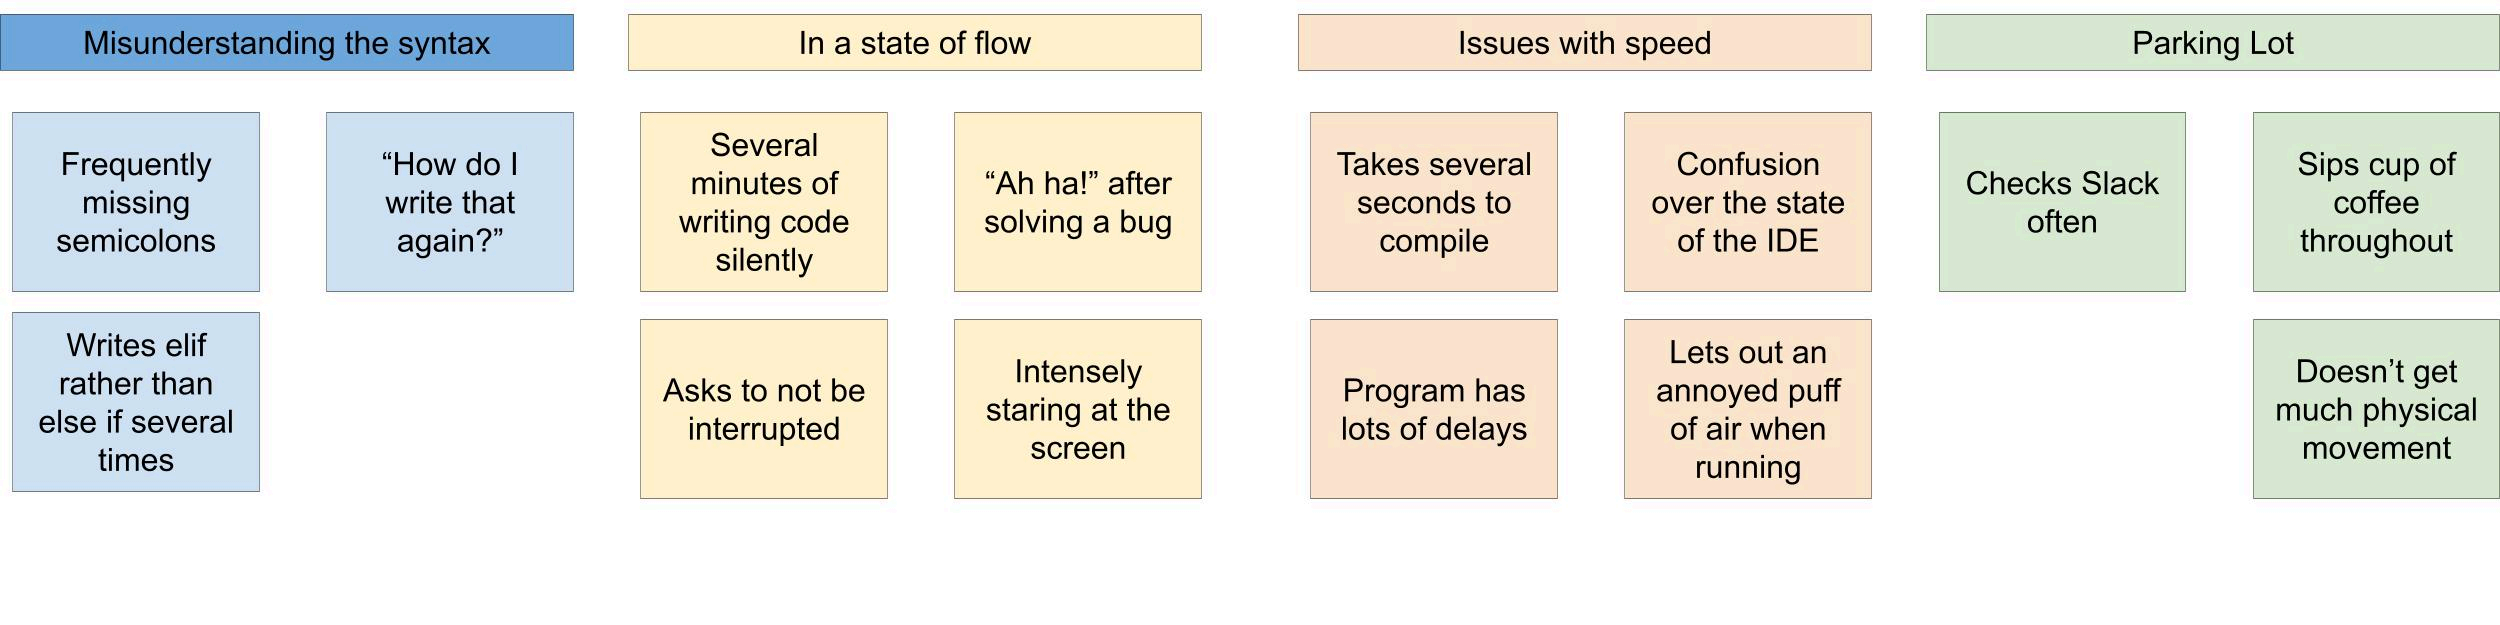 Misunderstanding the syntax
In a state of flow
Issues with speed
Parking Lot
Frequently
missing
semicolons
“How do I
write that
again?”
Writes elif
rather than
else if several
times
Several
minutes of
writing code
silently
“Ah ha!” after
solving a bug
Asks to not be
interrupted
Intensely
staring at the
screen
Takes several
seconds to
compile
Confusion
over the state
of the IDE
Program has
lots of delays
Lets out an
annoyed puff
of air when
running
Checks Slack
often
Sips cup of
coffee
throughout
Doesn’t get
much physical
movement